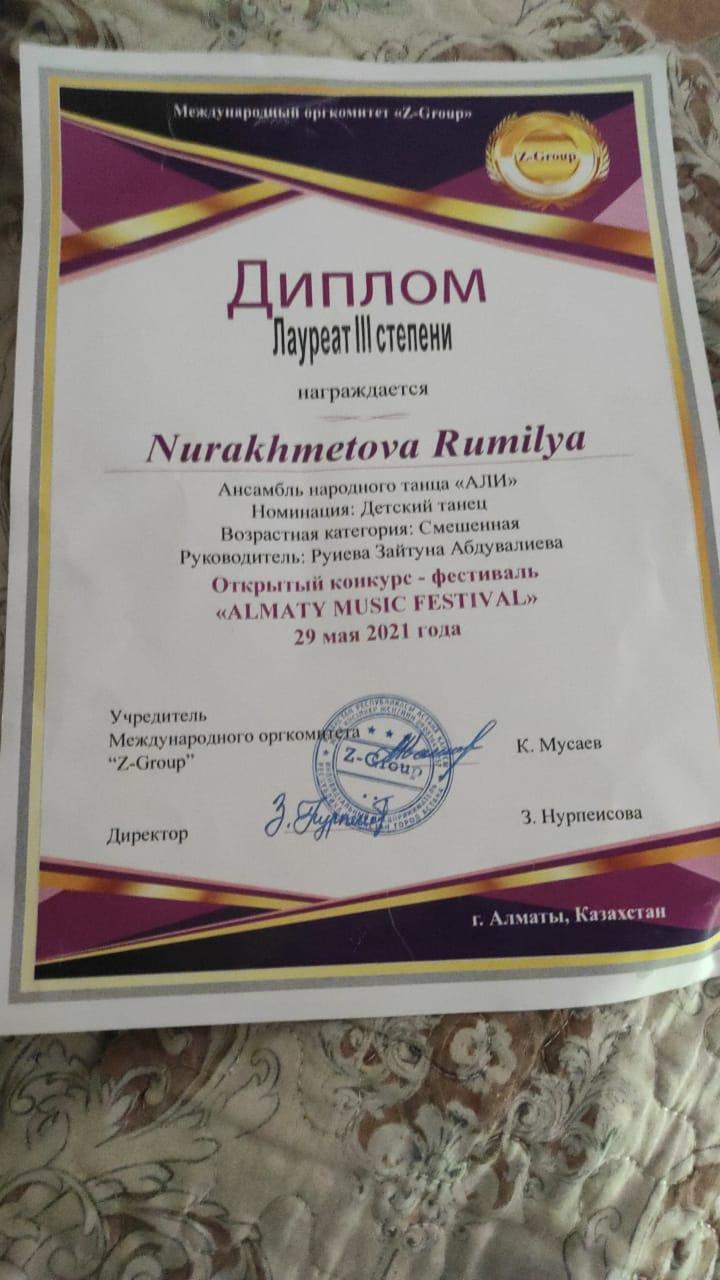 Международный оргкомитет «Z-Group»
Z-Group
Диплом
Лауреат III степени
награждается
Nurakhmetova Rumilya
Ансамбль народного танца «АЛИ»
Номинация: Детский танец
Возрастная категория: Смешенная
Руководитель: Руиева Зайтуна Абдувалиева
Открытый конкурс - фестиваль
«ALMATY MUSIC FESTIVAL»
29 мая 2021 года
Учредитель
Международного оргкомитета
“Z-Group”
К. Мусаев
Z-Group
Директор
З. Нурпеисова
г. Алматы, Казахстан